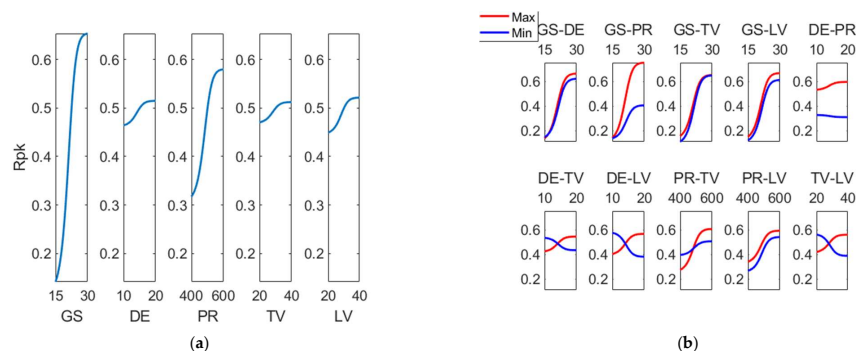 Max
Min
GS-DE GS-PR GS-TV GS-LV DE-PR
15 30 15 30 15 30 15 30 10 20
0.6 0.6 0.6 0.6 0.6
0.4 0.4 0.4 0.4 0.4
0.2 0.2 0.2 0.2 0.2
DE-TV DE-LV PR-TV PR-LV TV-LV
10 20 10 20 400 600 400 600 20 40
0.6 0.6 0.6 0.6 0.6
0.4 0.4 0.4 0.4 0.4
0.2 0.2 0.2 0.2 0.2
Rpk
0.6 0.6 0.6 0.6 0.6
0.5 0.5 0.5 0.5 0.5
0.4 0.4 0.4 0.4 0.4
0.3 0.3 0.3 0.3 0.3
0.2 0.2 0.2 0.2 0.2
15 30 10 20 400 600 20 40 20 40
GS DE PR TV LV
(a) (b)